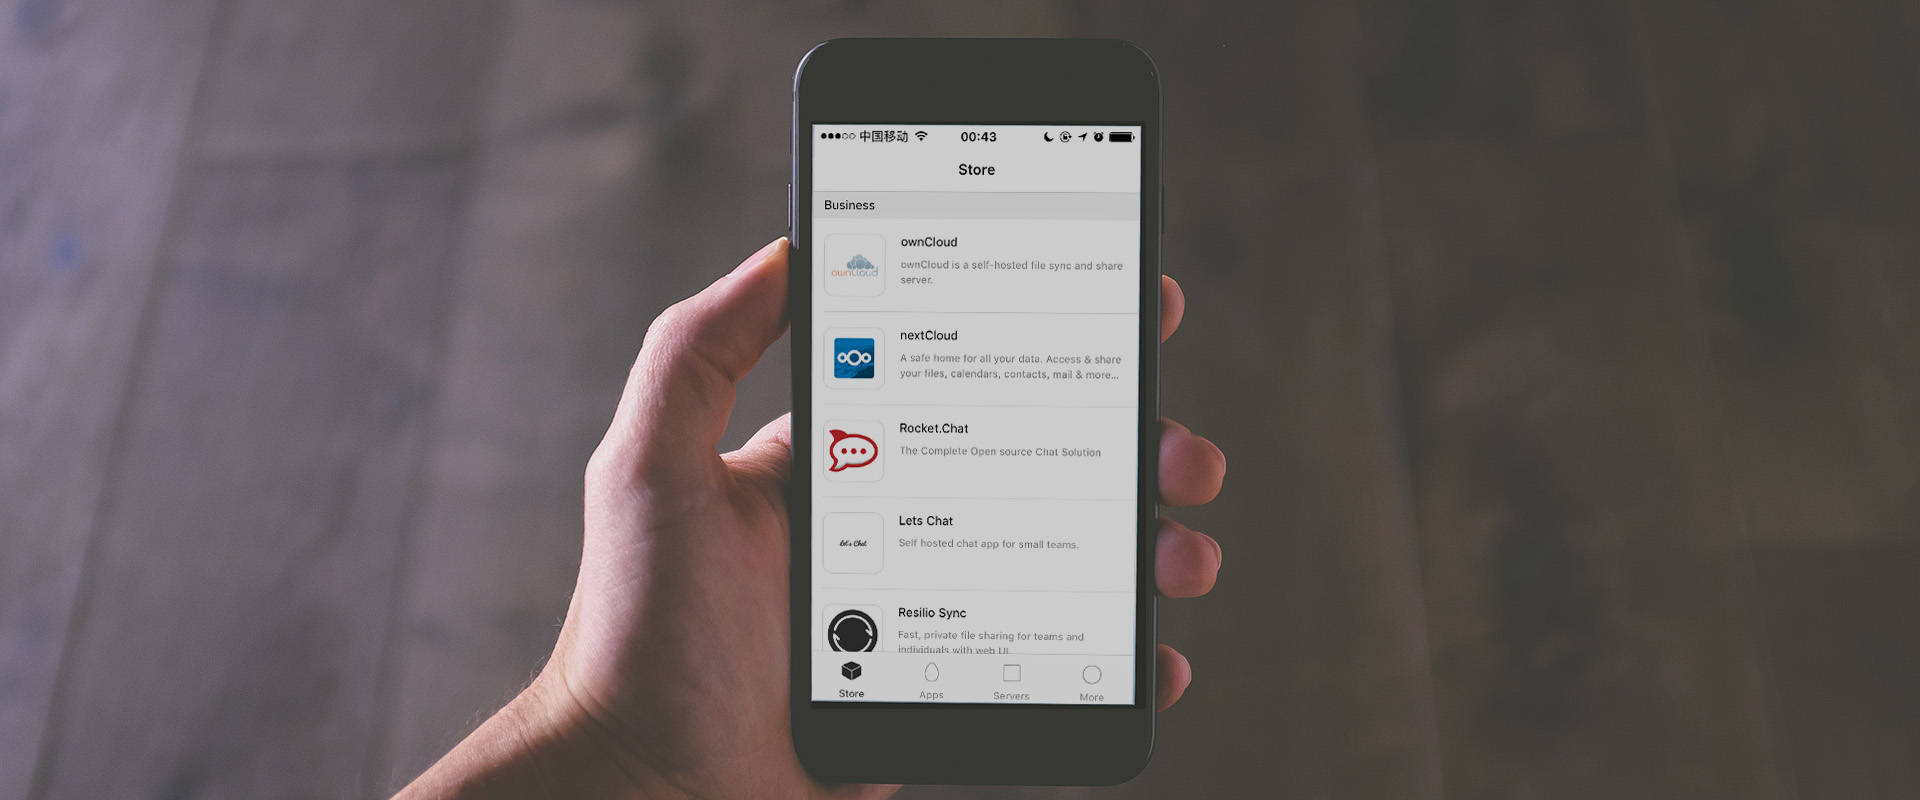 中国移动
00:43
Store
Business
ownCloud
ownCloud
ownCloud is a self-hosted file sync and share
server.
nextCloud
A safe home for all your data. Access & share
your files, calendars, contacts, mail & more...
Rocket.Chat
The Complete Open source Chat Solution
Let's Chat
Lets Chat
Self hosted chat app for small teams.
Resilio Sync
Fast, private file sharing for teams and
individuals with web UI.
Store
Apps
Servers
More